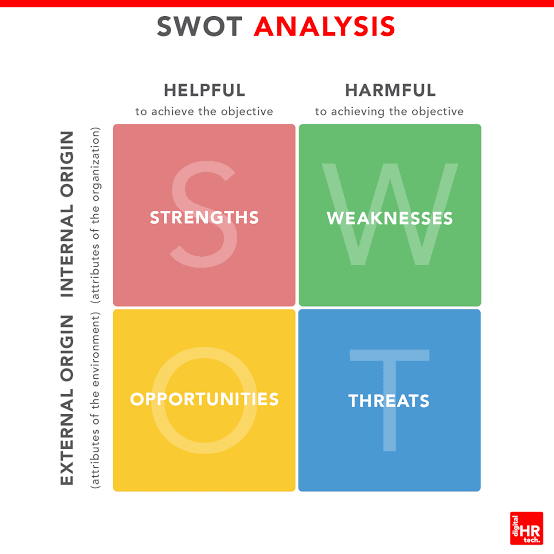 SWOT ANALYSIS
HELPFUL
to achieve the objective
HARMFUL
to achieving the objective
INTERNAL ORIGIN
(attributes of the organization)
S
STRENGTHS
W
WEAKNESSES
EXTERNAL ORIGIN
(attributes of the environment)
O
OPPORTUNITIES
T
THREATS
digital
HR
tech.